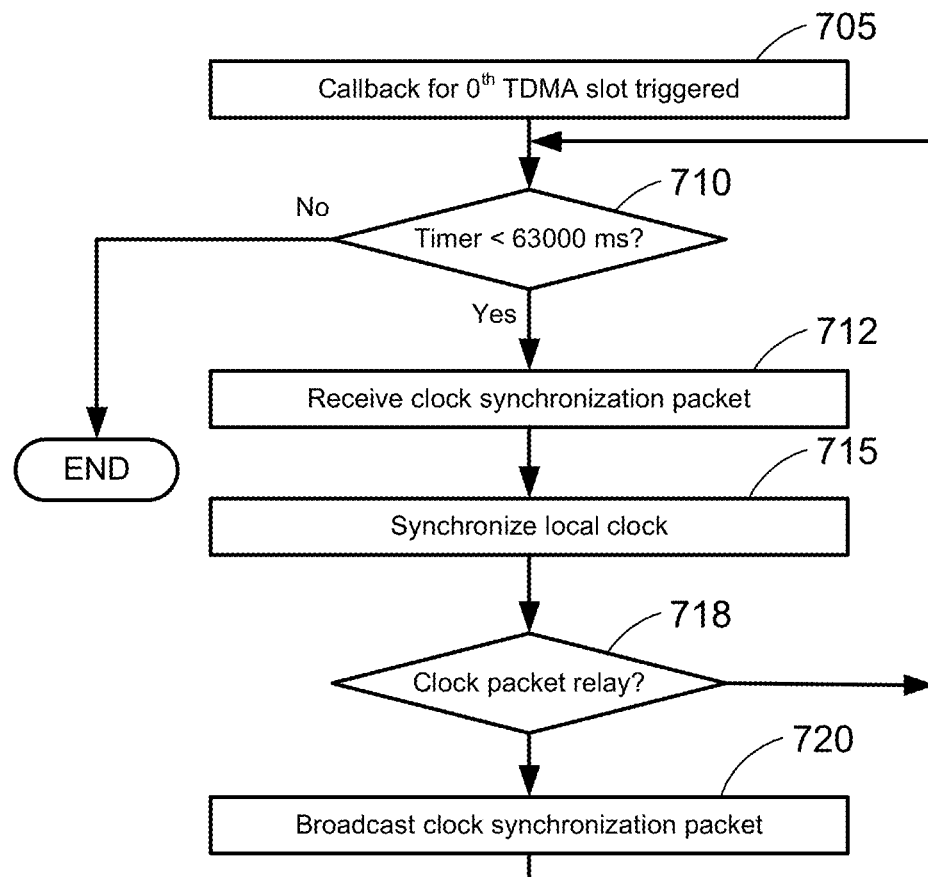 705
Callback for 0th TDMA slot triggered
710
No
Timer < 63000 ms?
Yes
712
Receive clock synchronization packet
END
715
Synchronize local clock
718
Clock packet relay?
720
Broadcast clock synchronization packet